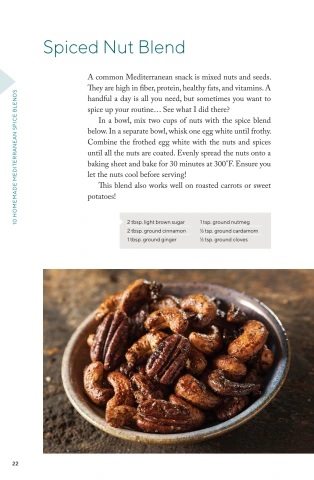 Spiced Nut Blend
A common Mediterranean snack is mixed nuts and seeds.
They are high in fiber, protein, healthy fats, and vitamins. A
handful a day is all you need, but sometimes you want to
spice up your routine… See what I did there?
In a bowl, mix two cups of nuts with the spice blend
below. In a separate bowl, whisk one egg white until frothy.
Combine the frothed egg white with the nuts and spices
until all the nuts are coated. Evenly spread the nuts onto a
baking sheet and bake for 30 minutes at 300°F. Ensure you
let the nuts cool before serving!
This blend also works well on roasted carrots or sweet
potatoes!
2 tbsp. light brown sugar
2 tbsp. ground cinnamon
1 tbsp. ground ginger
1 tsp. ground nutmeg
½ tsp. ground cardamom
½ tsp. ground cloves
10 HOMEMADE MEDITERRANEAN SPICE BLENDS
22